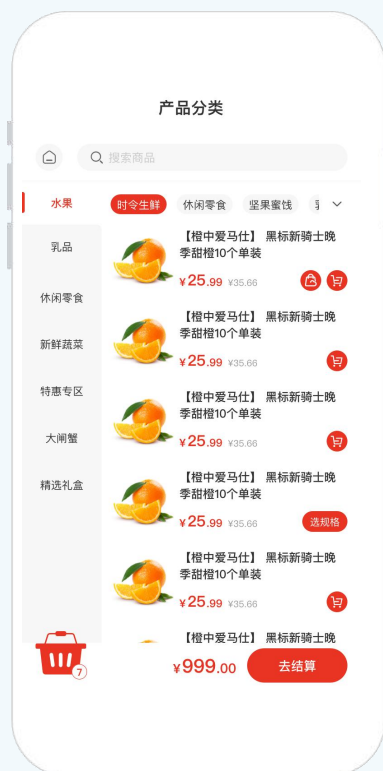 产品分类
搜索商品
水果
乳品
休闲零食
新鲜蔬菜
特惠专区
大闸蟹
精选礼盒
时令生鲜 休闲零食 坚果蜜饯
【橙中爱马仕】 黑标新骑士晚
季甜橙10个单装
¥25.99 ¥35.66
【橙中爱马仕】 黑标新骑士晚
季甜橙10个单装
¥25.99 ¥35.66
【橙中爱马仕】 黑标新骑士晚
季甜橙10个单装
¥25.99 ¥35.66
【橙中爱马仕】 黑标新骑士晚
季甜橙10个单装
¥25.99 ¥35.66 选规格
【橙中爱马仕】 黑标新骑士晚
季甜橙10个单装
¥25.99 ¥35.66
【橙中爱马仕】 黑标新骑士晚
7
¥999.00 去结算